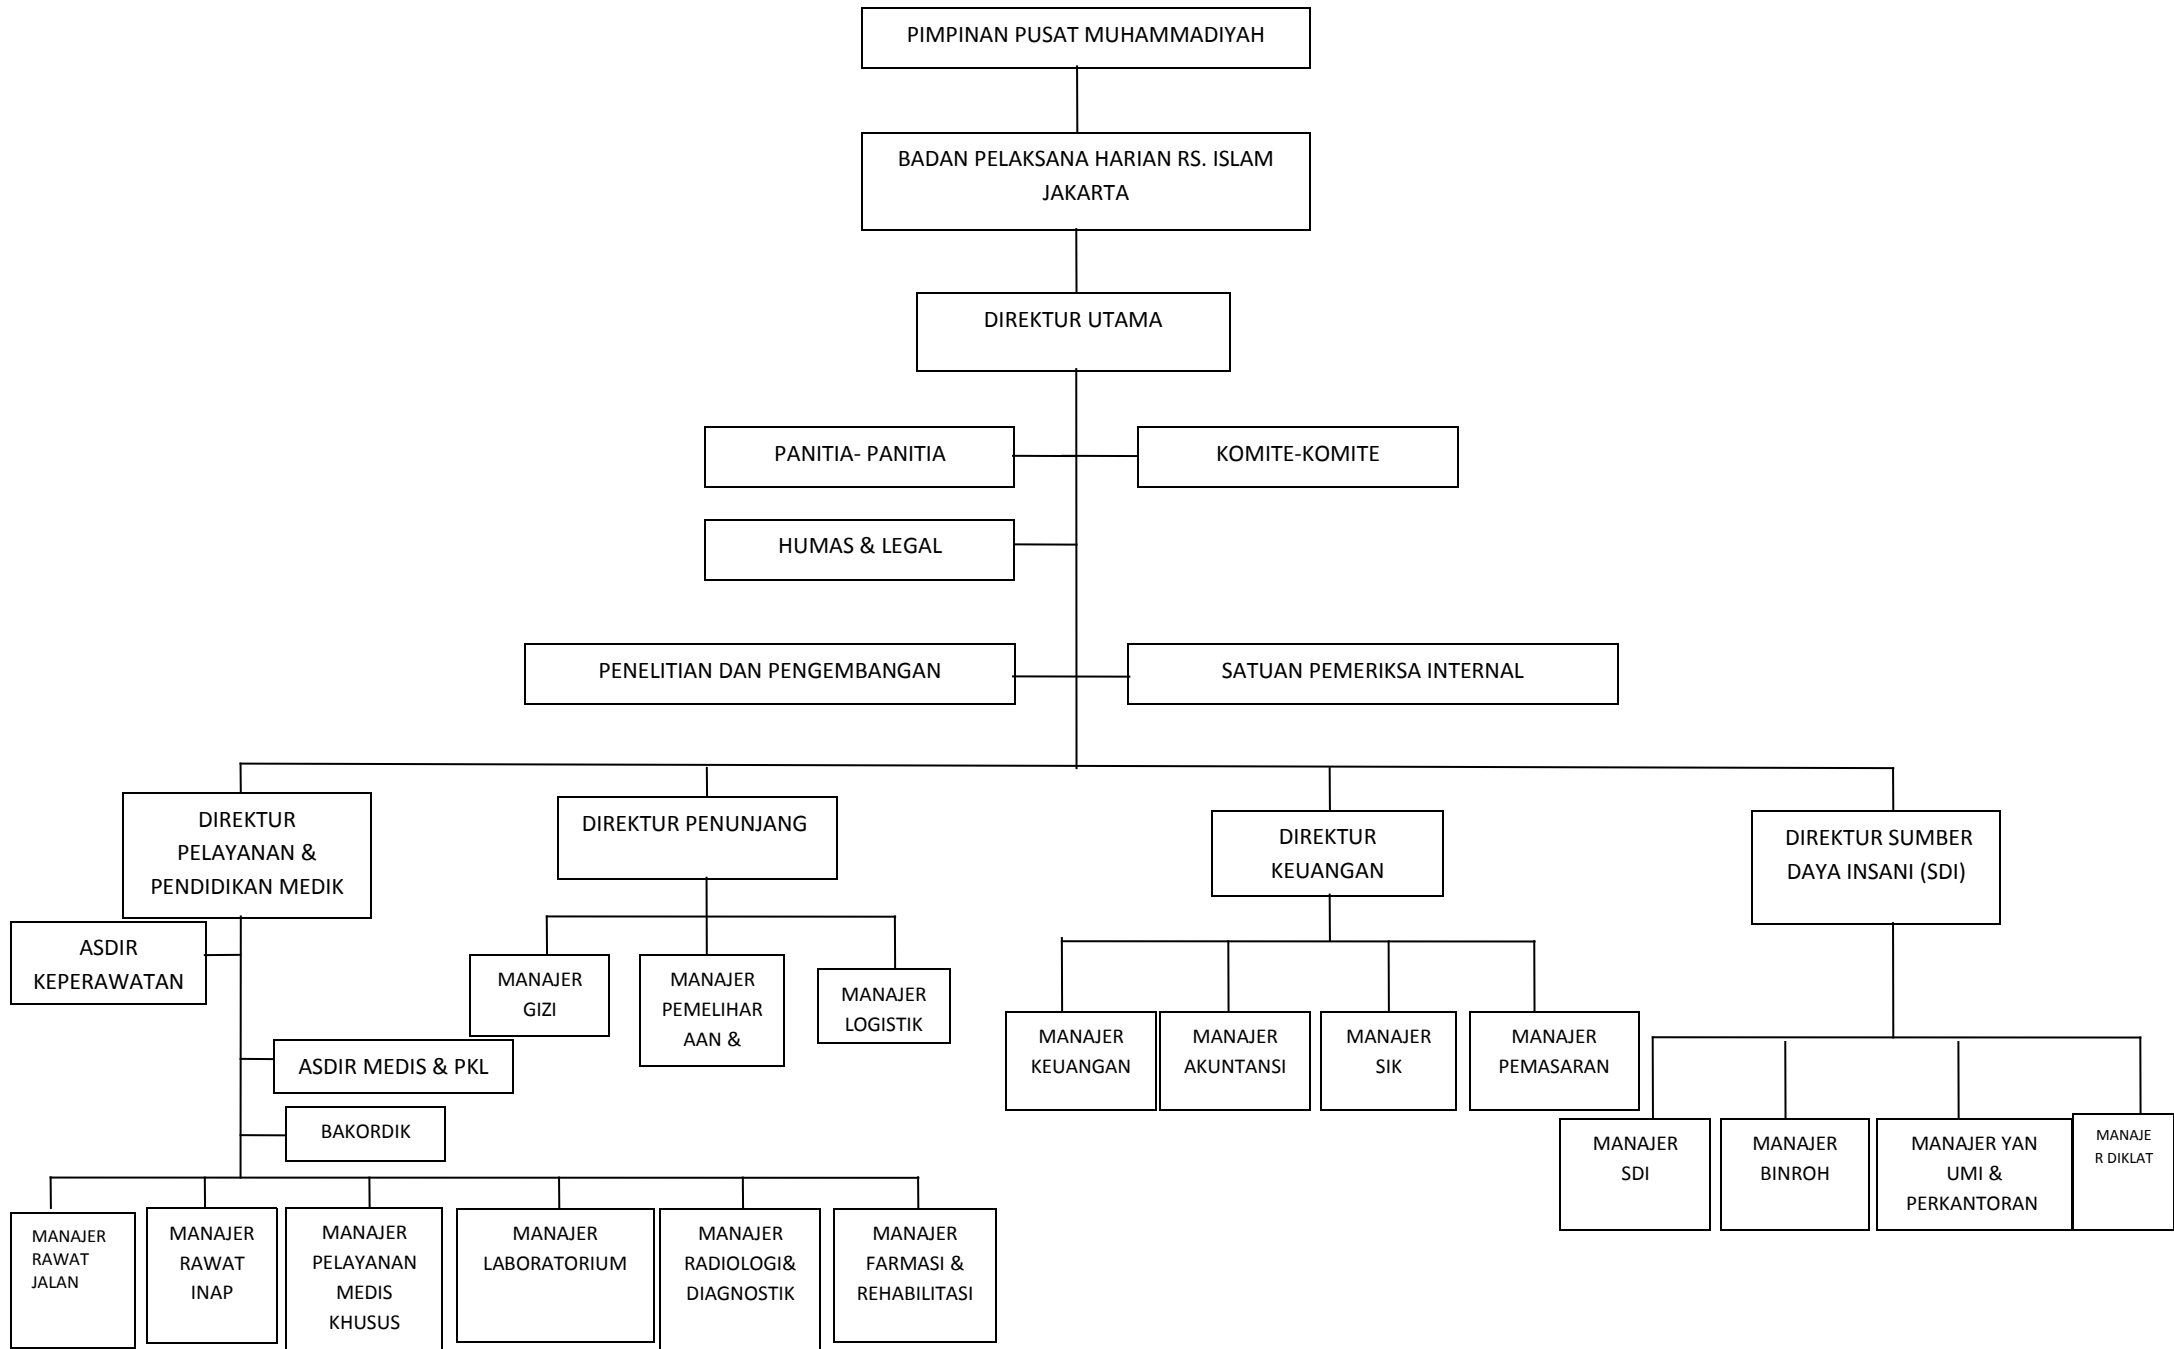 PIMPINAN PUSAT MUHAMMADIYAH
BADAN PELAKSANA HARIAN RS. ISLAM
JAKARTA
DIREKTUR UTAMA
PANITIA- PANITIA
KOMITE-KOMITE
HUMAS & LEGAL
PENELITIAN DAN PENGEMBANGAN
SATUAN PEMERIKSA INTERNAL
DIREKTUR
PELAYANAN &
PENDIDIKAN MEDIK
DIREKTUR PENUNJANG
DIREKTUR
KEUANGAN
DIREKTUR SUMBER
DAYA INSANI (SDI)
ASDIR
KEPERAWATAN
MANAJER
GIZI
MANAJER
PEMELIHAR
AAN &
MANAJER
LOGISTIK
ASDIR MEDIS & PKL
BAKORDIK
MANAJER
KEUANGAN
MANAJER
AKUNTANSI
MANAJER
SIK
MANAJER
PEMASARAN
MANAJER
SDI
MANAJER
BINROH
MANAJER YAN
UMI &
PERKANTORAN
MANAJE
R DIKLAT
MANAJER
RAWAT
JALAN
MANAJER
RAWAT
INAP
MANAJER
PELAYANAN
MEDIS
KHUSUS
MANAJER
LABORATORIUM
MANAJER
RADIOLOGI&
DIAGNOSTIK
MANAJER
FARMASI &
REHABILITASI